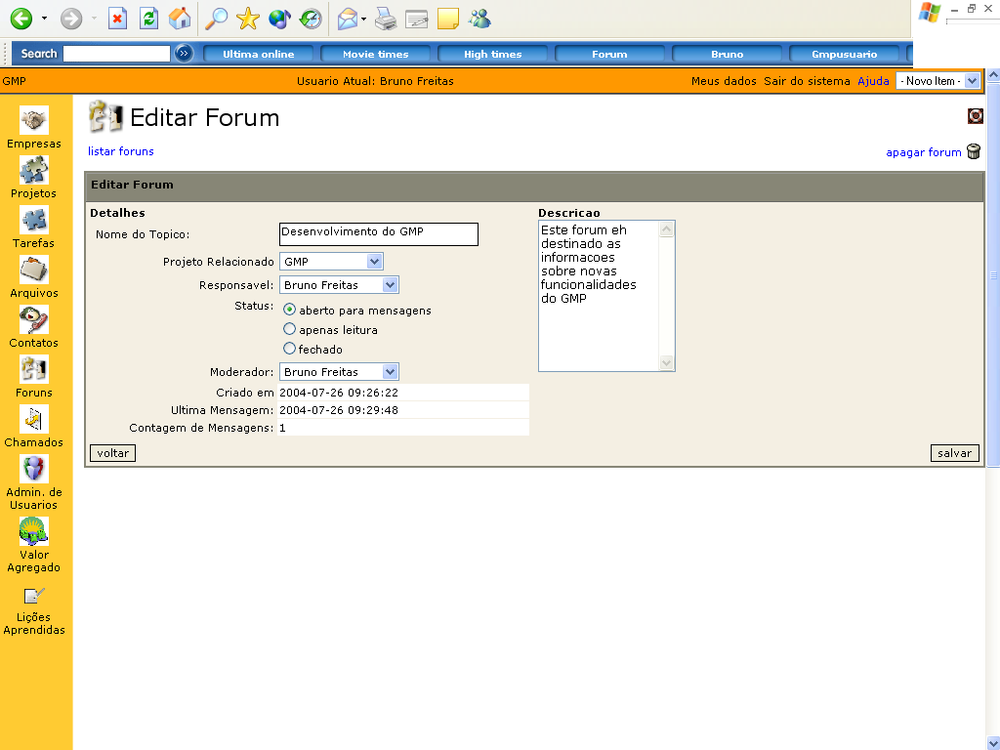 Search
Ultima online
Movie times
High times
Forum
Bruno
Gmpusuario
GMP
Usuario Atual: Bruno Freitas
Meus dados Sair do sistema Ajuda - Novo Item -
Empresas
Projetos
Tarefas
Arquivos
Contatos
Foruns
Chamados
Admin. de
Usuarios
Valor
Agregado
Lições
Aprendidas
Editar Forum
listar foruns
apagar forum
Editar Forum
Detalhes
Nome do Topico: Desenvolvimento do GMP
Projeto Relacionado GMP
Responsavel: Bruno Freitas
Status: aberto para mensagens
apenas leitura
fechado
Moderador: Bruno Freitas
Criado em 2004-07-26 09:26:22
Ultima Mensagem: 2004-07-26 09:29:48
Contagem de Mensagens: 1
Descricao
Este forum eh
destinado as
informacoes
sobre novas
funcionalidades
do GMP
voltar
salvar